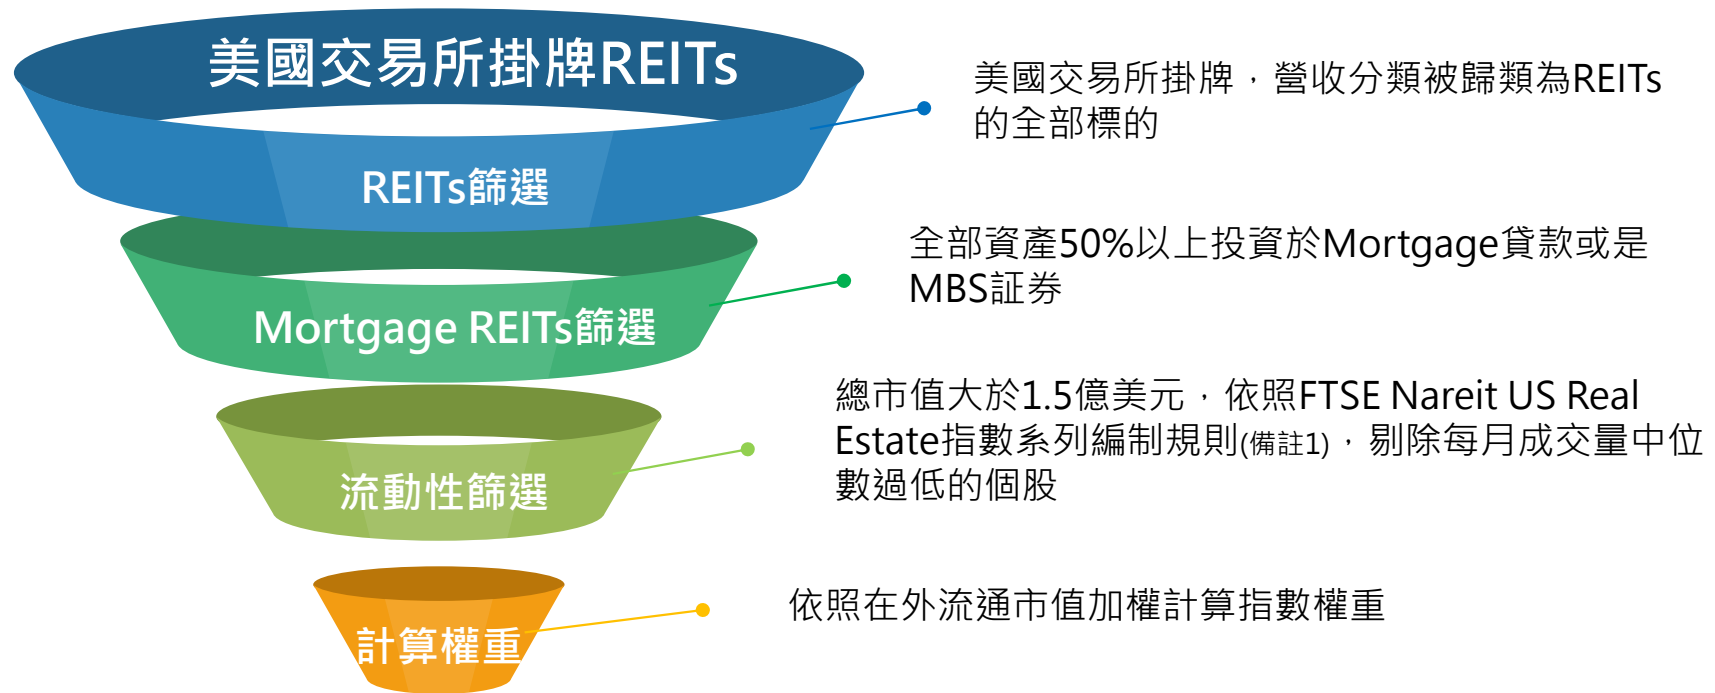 美國交易所掛牌REITs
美國交易所掛牌，營收分類被歸類為REITs
的全部標的
REITs篩選
全部資產50%以上投資於Mortgage貸款或是
MBS証券
Mortgage REITs篩選
總市值大於1.5億美元，依照FTSE Nareit US Real
Estate指數系列編制規則(備註1)，剔除每月成交量中位
數過低的個股
流動性篩選
依照在外流通市值加權計算指數權重
計算權重